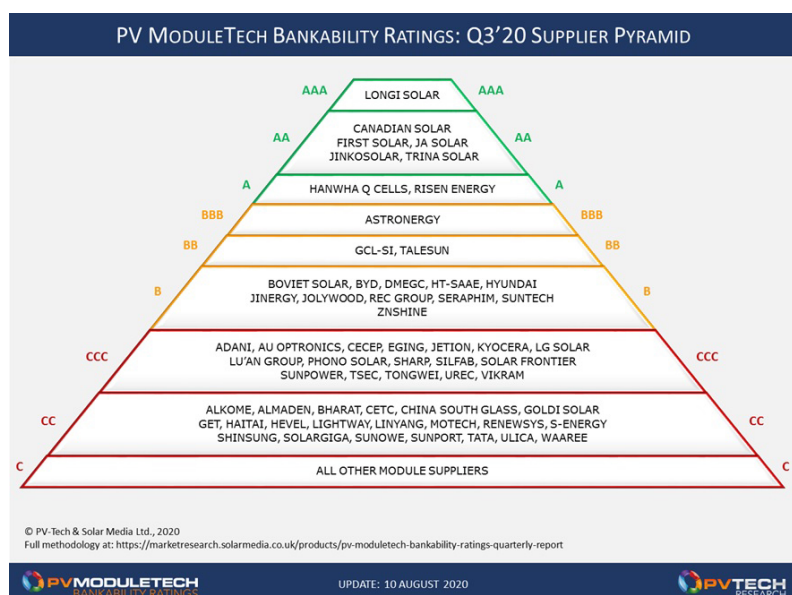 PV MODULETECH BANKABILITY RATINGS: Q3'20 SUPPLIER PYRAMID
AAA
LONGI SOLAR
AAA
AA
CANADIAN SOLAR
FIRST SOLAR, JA SOLAR
JINKOSOLAR, TRINA SOLAR
AA
A
HANWHA Q CELLS, RISEN ENERGY
A
BBB
ASTRONERGY
BBB
BB
GCL-SI, TALESUN
BB
B
BOVIET SOLAR, BYD, DMEGC, HT-SAAE, HYUNDAI
JINERGY, JOLYWOOD, REC GROUP, SERAPHIM, SUNTECH
ZNSHINE
B
CCC
ADANI, AU OPTRONICS, CECEP, EGING, JETION, KYOCERA, LG SOLAR
LU'AN GROUP, PHONO SOLAR, SHARP, SILFAB, SOLAR FRONTIER
SUNPOWER, TSEC, TONGWEI, UREC, VIKRAM
CCC
CC
ALKOME, ALMADEN, BHARAT, CETC, CHINA SOUTH GLASS, GOLDI SOLAR
GET, HAITAI, HEVEL, LIGHTWAY, LINYANG, MOTECH, RENEWSYS, S-ENERGY
SHINSUNG, SOLARGIGA, SUNOWE, SUNPORT, TATA, ULICA, WAAREE
CC
C
ALL OTHER MODULE SUPPLIERS
C
© PV-Tech & Solar Media Ltd., 2020
Full methodology at: https://marketresearch.solarmedia.co.uk/products/pv-moduletech-bankability-ratings-quarterly-report
PVMODULETECH
BANKABILITY RATINGS
UPDATE: 10 AUGUST 2020
PVTECH
RESEARCH